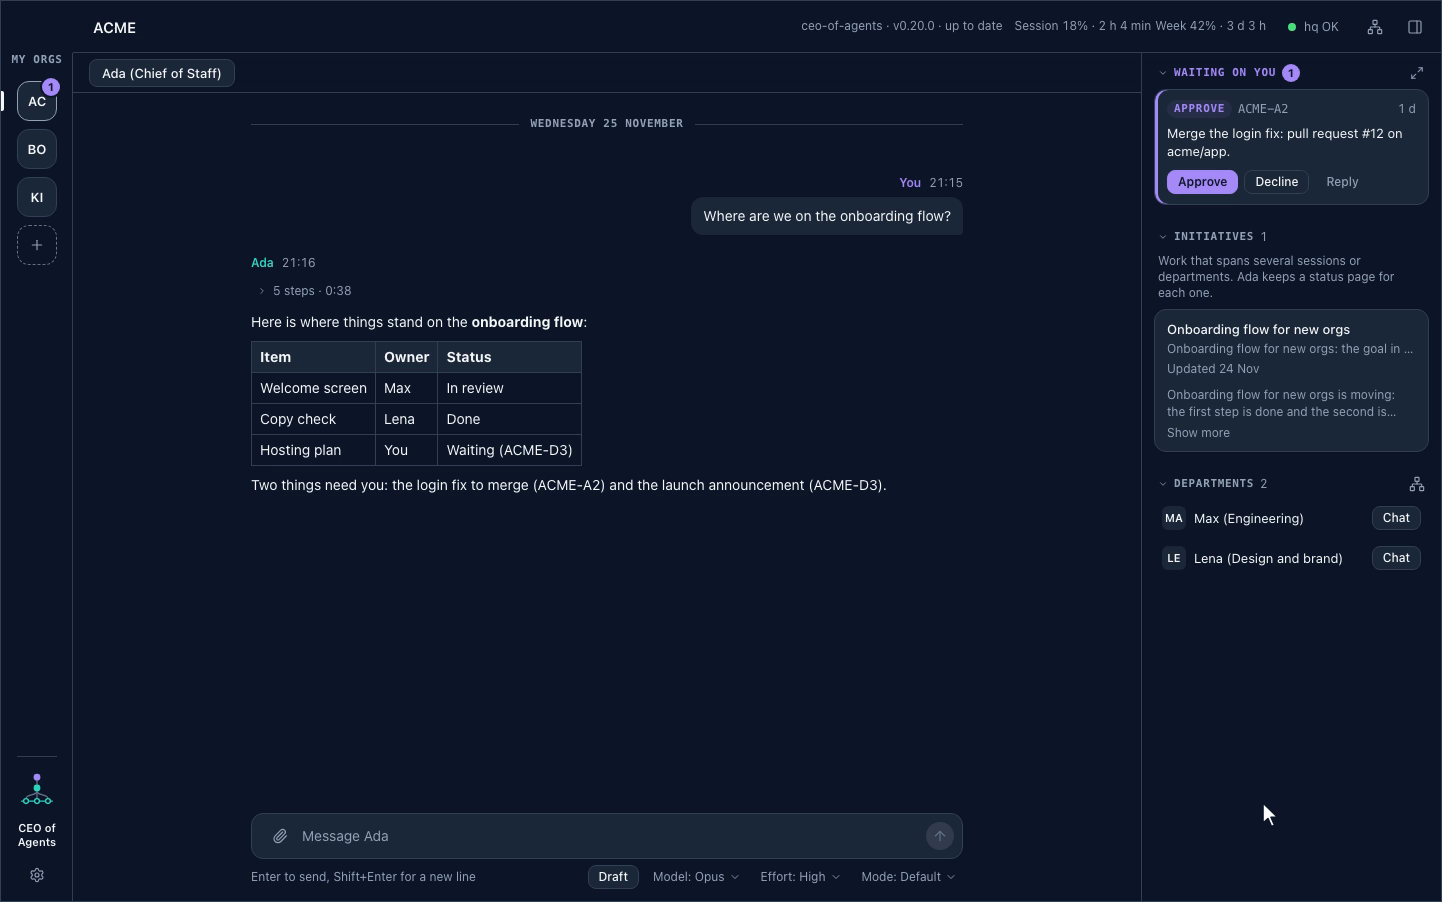 ACME
ceo-of-agents · v0.20.0 · up to date Session 18% · 2 h 4 min Week 42% · 3 d 3 h
hq OK
MY ORGS
1
AC
BO
KI
+
CEO of
Agents
Ada (Chief of Staff)
WEDNESDAY 25 NOVEMBER
You 21:15
Where are we on the onboarding flow?
Ada 21:16
5 steps · 0:38
Here is where things stand on the onboarding flow:
Item Owner Status
Welcome screen Max In review
Copy check Lena Done
Hosting plan You Waiting (ACME-D3)
Two things need you: the login fix to merge (ACME-A2) and the launch announcement (ACME-D3).
Message Ada
Enter to send, Shift+Enter for a new line
Draft Model: Opus Effort: High Mode: Default
WAITING ON YOU 1
APPROVE ACME-A2 1 d
Merge the login fix: pull request #12 on
acme/app.
Approve Decline Reply
INITIATIVES 1
Work that spans several sessions or
departments. Ada keeps a status page for
each one.
Onboarding flow for new orgs
Onboarding flow for new orgs: the goal in ...
Updated 24 Nov
Onboarding flow for new orgs is moving:
the first step is done and the second is...
Show more
DEPARTMENTS 2
MA Max (Engineering) Chat
LE Lena (Design and brand) Chat